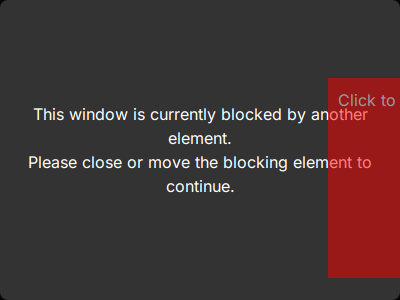 Click to
This window is currently blocked by another
element.
Please close or move the blocking element to
continue.